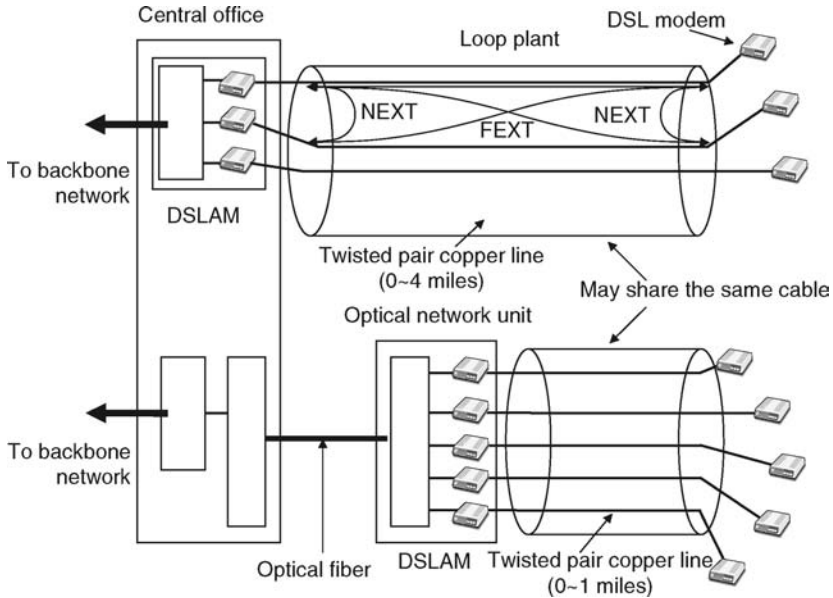 Central office
Loop plant
DSL modem
NEXT
FEXT
NEXT
To backbone
network
DSLAM
Twisted pair copper line
(0~4 miles)
May share the same cable
Optical network unit
To backbone
network
Optical fiber
DSLAM
Twisted pair copper line
(0~1 miles)